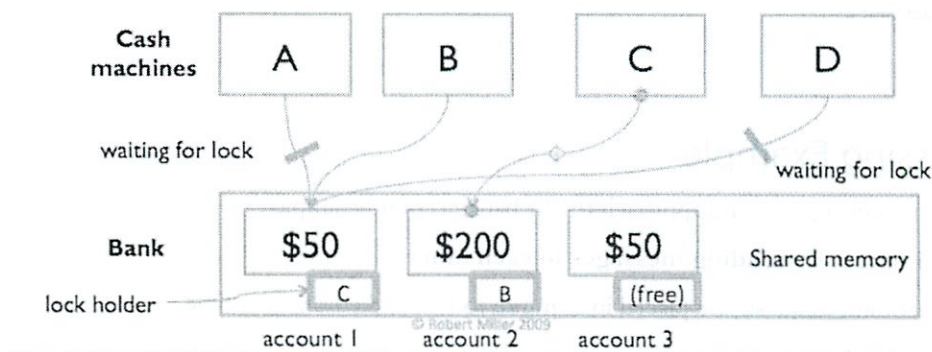 Cash
machines
A
B
C
D
waiting for lock
waiting for lock
Bank
$50
$200
$50
Shared memory
lock holder
C
B
(free)
© Robert Miller 2009
account 1
account 2
account 3